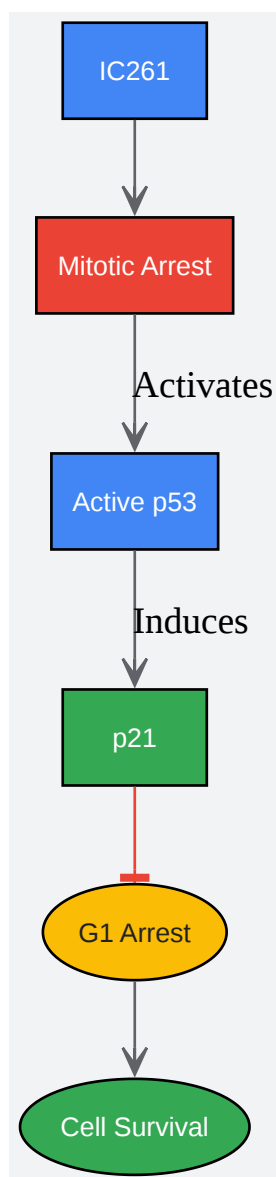 IC261
Mitotic Arrest
Activates
Active p53
Induces
p21
G1 Arrest
Cell Survival